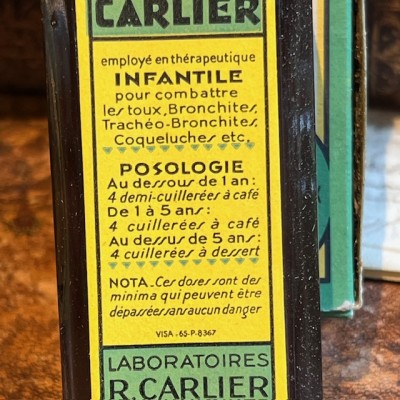 CARLIER
employé en thérapeutique
INFANTILE
pour combattre
les toux, Bronchites,
Trachéo-Bronchites,
Coqueluches etc.
POSOLOGIE
Au dessous de 1 an:
4 demi-cuillerées à café
De 1 à 5 ans:
4 cuillerées à café
Au dessus de 5 ans:
4 cuillerées à dessert
NOTA_Ces doses sont des
minima qui peuvent être
dépassées sans aucun danger
VISA.65-P-8367
LABORATOIRES
R. CARLIER